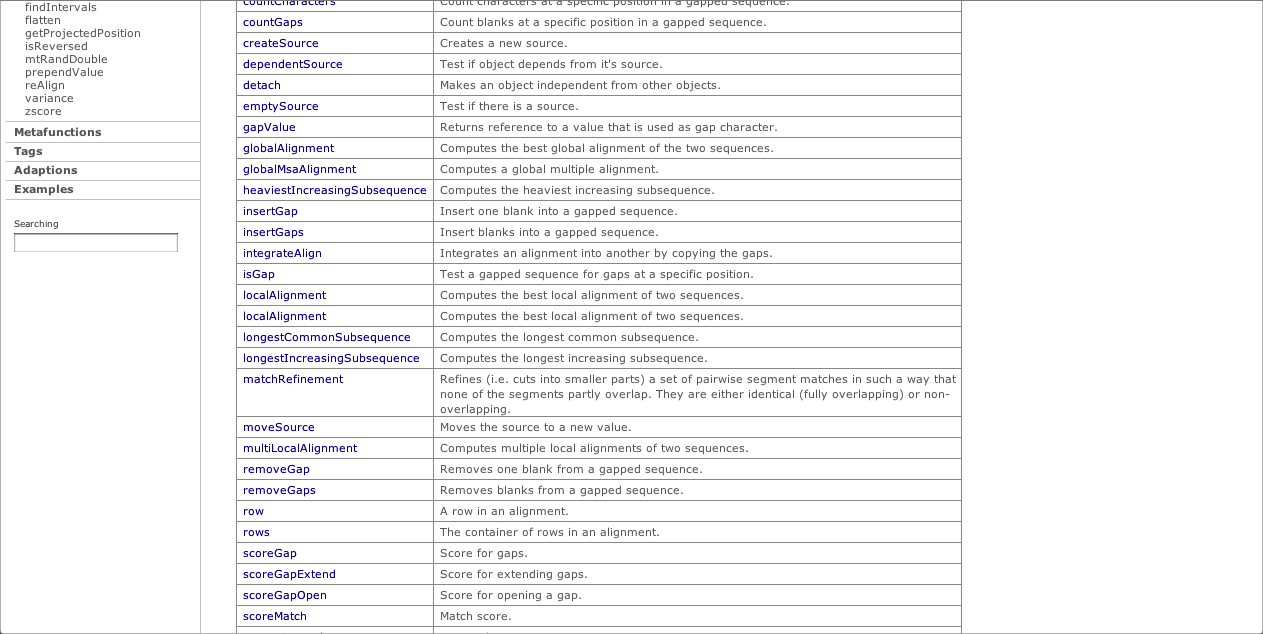 findIntervals
flatten
getProjectedPosition
isReversed
mtRandDouble
prependValue
reAlign
variance
zscore
Metafunctions
Tags
Adaptions
Examples
Searching
countCharacters Count characters at a specific position in a gapped sequence.
countGaps Count blanks at a specific position in a gapped sequence.
createSource Creates a new source.
dependentSource Test if object depends from it's source.
detach Makes an object independent from other objects.
emptySource Test if there is a source.
gapValue Returns reference to a value that is used as gap character.
globalAlignment Computes the best global alignment of the two sequences.
globalMsaAlignment Computes a global multiple alignment.
heaviestIncreasingSubsequence Computes the heaviest increasing subsequence.
insertGap Insert one blank into a gapped sequence.
insertGaps Insert blanks into a gapped sequence.
integrateAlign Integrates an alignment into another by copying the gaps.
isGap Test a gapped sequence for gaps at a specific position.
localAlignment Computes the best local alignment of two sequences.
localAlignment Computes the best local alignment of two sequences.
longestCommonSubsequence Computes the longest common subsequence.
longestIncreasingSubsequence Computes the longest increasing subsequence.
matchRefinement Refines (i.e. cuts into smaller parts) a set of pairwise segment matches in such a way that
none of the segments partly overlap. They are either identical (fully overlapping) or non-
overlapping.
moveSource Moves the source to a new value.
multiLocalAlignment Computes multiple local alignments of two sequences.
removeGap Removes one blank from a gapped sequence.
removeGaps Removes blanks from a gapped sequence.
row A row in an alignment.
rows The container of rows in an alignment.
scoreGap Score for gaps.
scoreGapExtend Score for extending gaps.
scoreGapOpen Score for opening a gap.
scoreMatch Match score.